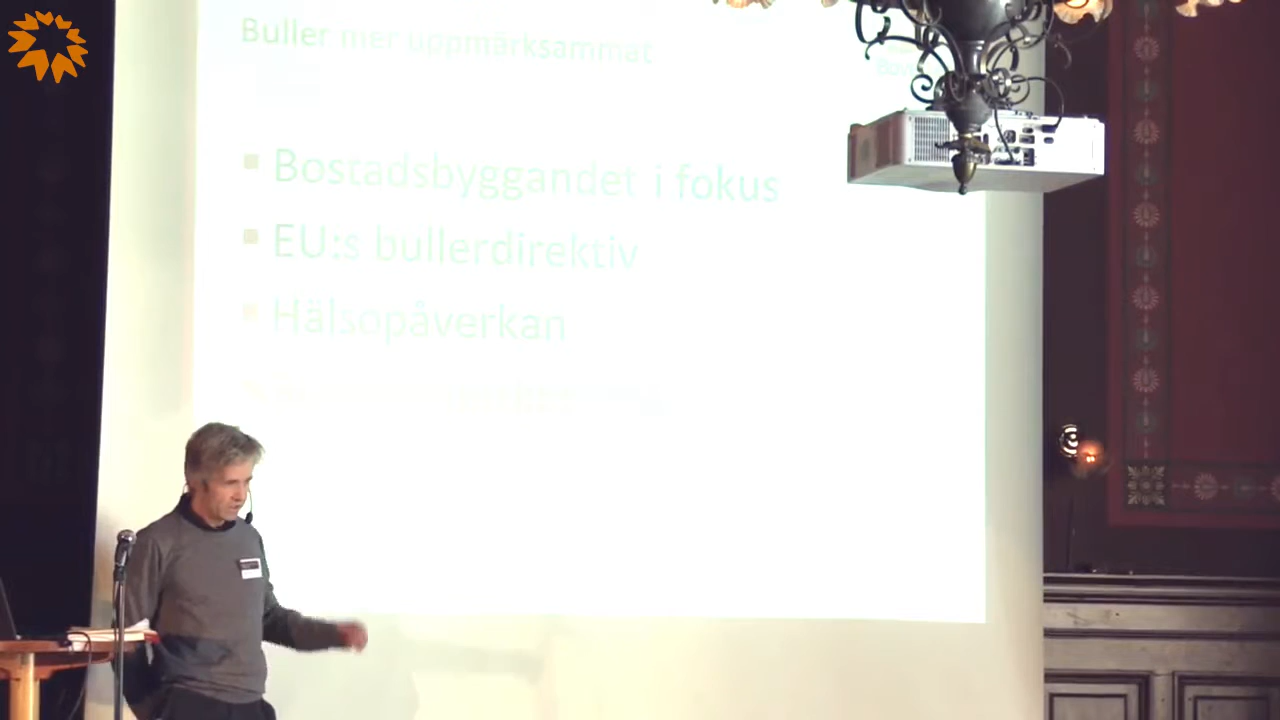 Buller mer uppmärksammat
Bostadsbyggandet i fokus
EU:s bullerdirektiv
Hälsopåverkan